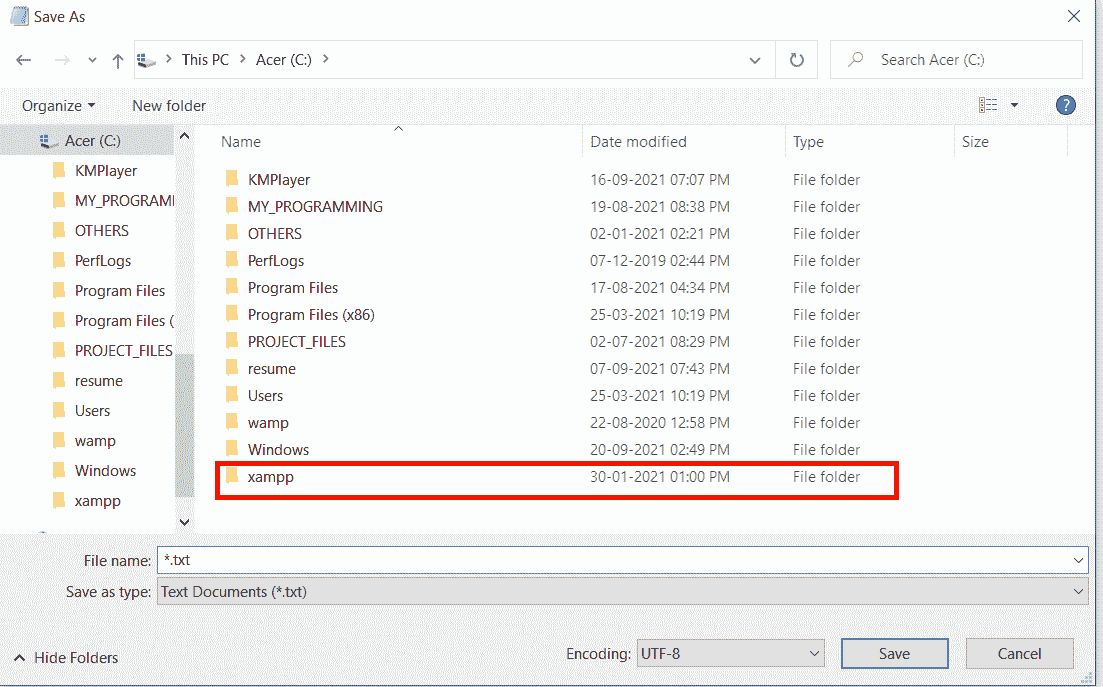 Save As
This PC > Acer (C:) >
Search Acer (C:)
Organize
New folder
?
Acer (C:)
KMPlayer
MY_PROGRAMM
OTHERS
PerfLogs
Program Files
Program Files (
PROJECT_FILES
resume
Users
wamp
Windows
xampp
Name Date modified Type Size
KMPlayer 16-09-2021 07:07 PM File folder
MY_PROGRAMMING 19-08-2021 08:38 PM File folder
OTHERS 02-01-2021 02:21 PM File folder
PerfLogs 07-12-2019 02:44 PM File folder
Program Files 17-08-2021 04:34 PM File folder
Program Files (x86) 25-03-2021 10:19 PM File folder
PROJECT_FILES 02-07-2021 08:29 PM File folder
resume 07-09-2021 07:43 PM File folder
Users 25-03-2021 10:19 PM File folder
wamp 22-08-2020 12:58 PM File folder
Windows 20-09-2021 02:49 PM File folder
xampp 30-01-2021 01:00 PM File folder
File name: *.txt
Save as type: Text Documents (*.txt)
Hide Folders
Encoding: UTF-8
Save
Cancel